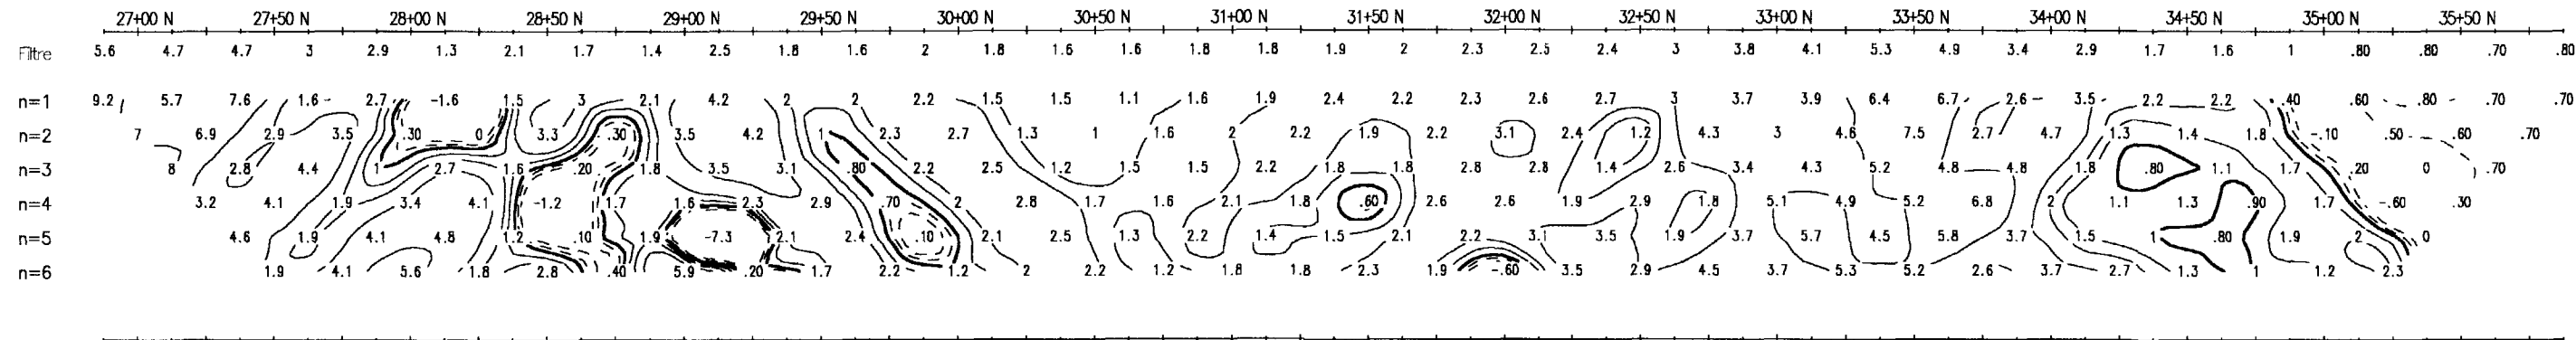 27+00 N 27+50 N 28+00 N 28+50 N 29+00 N 29+50 N 30+00 N 30+50 N 31+00 N 31+50 N 32+00 N 32+50 N 33+00 N 33+50 N 34+00 N 34+50 N 35+00 N 35+50 N
Filtre 5.6 4.7 4.7 3 2.9 1.3 2.1 1.7 1.4 2.5 1.8 1.6 2 1.8 1.6 1.6 1.8 1.8 1.9 2 2.3 2.5 2.4 3 3.8 4.1 5.3 4.9 3.4 2.9 1.7 1.6 1 .80 .80 .70 .80
n=1 9.2 5.7 7.6 1.6 2.7 -1.6 1.5 3 2.1 4.2 2 2 2.2 1.5 1.5 1.1 1.6 1.9 2.4 2.2 2.3 2.6 2.7 3 3.7 3.9 6.4 6.7 2.6 3.5 2.2 2.2 .40 .60 .80 .70 .70
n=2 7 6.9 2.9 3.5 .30 0 3.3 .30 3.5 4.2 1 2.3 2.7 1.3 1 1.6 2 2.2 1.9 2.2 3.1 2.4 1.2 4.3 3 4.6 7.5 2.7 4.7 1.3 1.4 1.8 -.10 .50 .60 .70
n=3 8 2.8 4.4 1 2.7 1.6 .20 1.8 3.5 3.1 .80 2.2 2.5 1.2 1.5 1.5 2.2 1.8 1.8 2.8 2.8 1.4 2.6 3.4 4.3 5.2 4.8 4.8 1.8 .80 1.1 1.7 .20 0 .70
n=4 3.2 4.1 1.9 3.4 4.1 -1.2 1.7 1.6 2.3 2.9 .70 2 2.8 1.7 1.6 2.1 1.8 .60 2.6 2.6 1.9 2.9 1.8 5.1 4.9 5.2 6.8 2 1.1 1.3 .90 1.7 -.60 .30
n=5 4.6 1.9 4.1 4.8 1.2 .10 1.9 -7.3 2.1 2.4 .10 2.1 2.5 1.3 2.2 1.4 1.5 2.1 2.2 3.1 3.5 1.9 3.7 5.7 4.5 5.8 3.7 1.5 1 .80 1.9 2 0
n=6 1.9 4.1 5.6 1.8 2.8 .40 5.9 .20 1.7 2.2 1.2 2 2.2 1.2 1.8 1.8 2.3 1.9 -.60 3.5 2.9 4.5 3.7 5.3 5.2 2.6 3.7 2.7 1.3 1 1.2 2.3